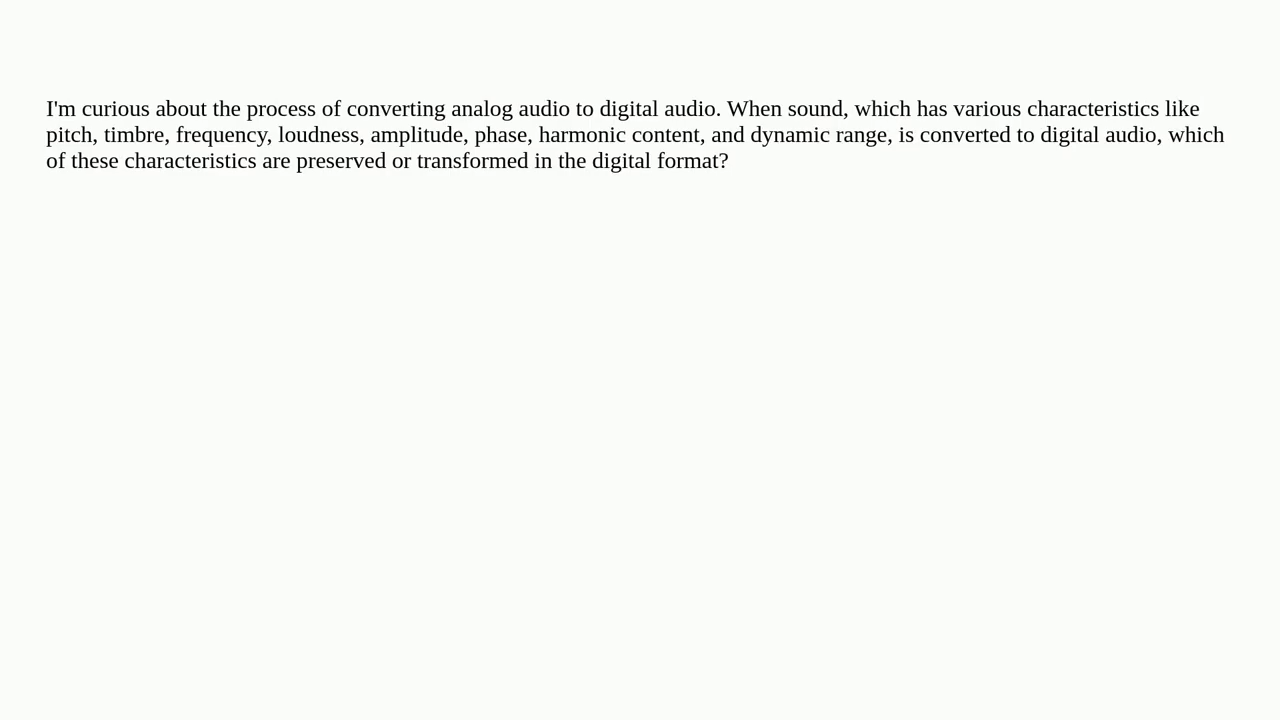 I'm curious about the process of converting analog audio to digital audio. When sound, which has various characteristics like
pitch, timbre, frequency, loudness, amplitude, phase, harmonic content, and dynamic range, is converted to digital audio, which
of these characteristics are preserved or transformed in the digital format?